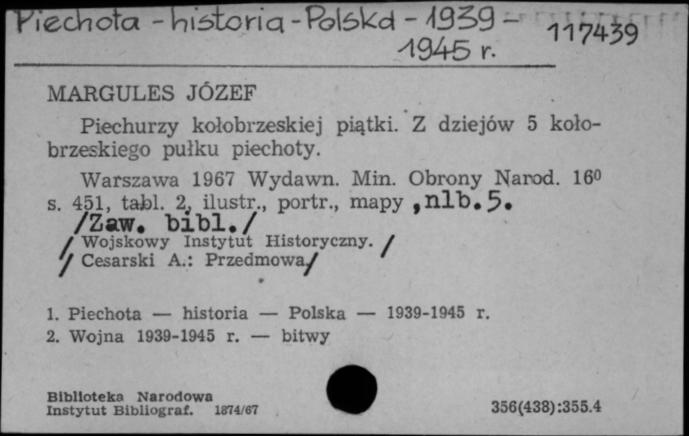 Piechota - historia - Polska - 1939 - 1945 r.
117439
MARGULES JÓZEF
Piechurzy kołobrzeskiej piątki. Z dziejów 5 koło-
brzeskiego pułku piechoty.
Warszawa 1967 Wydawn. Min. Obrony Narod. 16⁰
s. 451, tabl. 2, ilustr., portr., mapy ,nlb.5.
/Zaw. bibl./
/ Wojskowy Instytut Historyczny. /
/ Cesarski A.: Przedmowa/
1. Piechota — historia — Polska — 1939-1945 r.
2. Wojna 1939-1945 r. — bitwy
Biblioteka Narodowa
Instytut Bibliograf. 1874/67
356(438):355.4